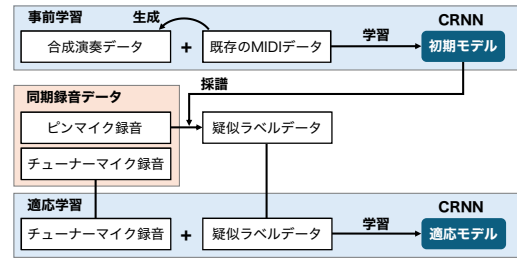 事前学習 生成 CRNN
合成演奏データ + 既存のMIDIデータ 学習 初期モデル
採譜
同期録音データ
ピンマイク録音 疑似ラベルデータ
チューナーマイク録音
適応学習 CRNN
チューナーマイク録音 + 疑似ラベルデータ 学習 適応モデル